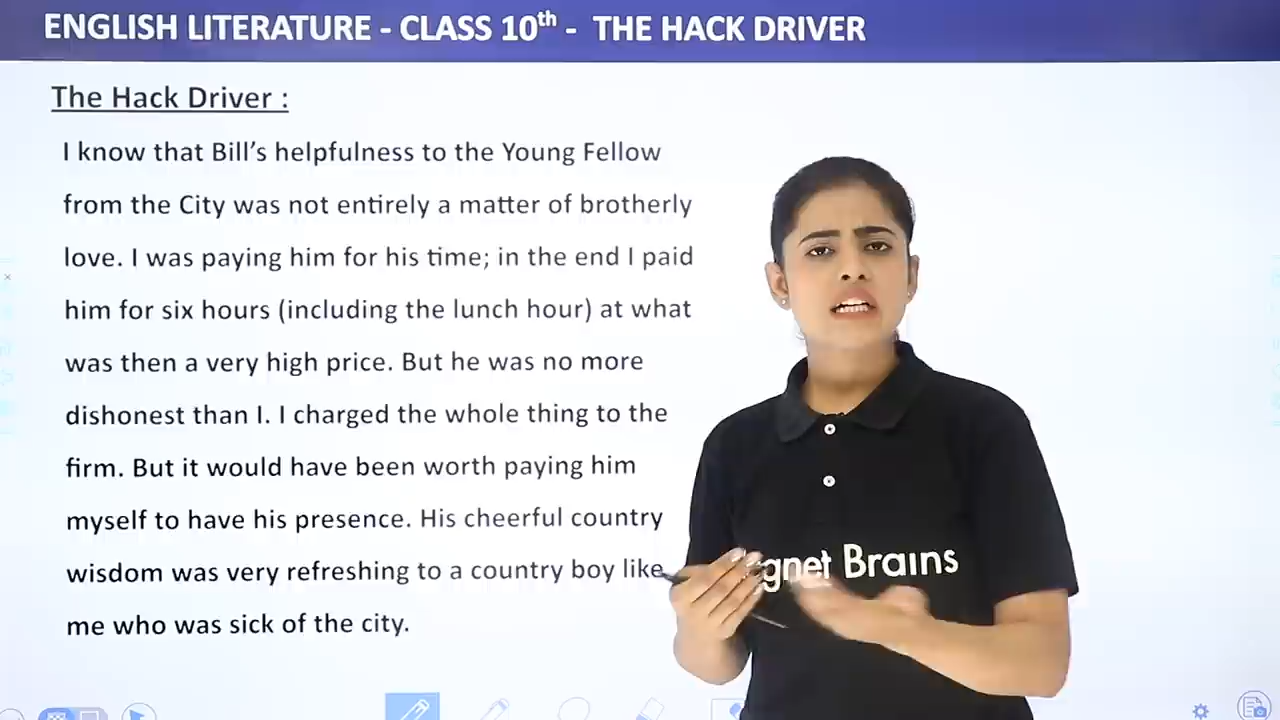 ENGLISH LITERATURE - CLASS 10th - THE HACK DRIVER
The Hack Driver :
I know that Bill’s helpfulness to the Young Fellow
from the City was not entirely a matter of brotherly
love. I was paying him for his time; in the end I paid
him for six hours (including the lunch hour) at what
was then a very high price. But he was no more
dishonest than I. I charged the whole thing to the
firm. But it would have been worth paying him
myself to have his presence. His cheerful country
wisdom was very refreshing to a country boy like
me who was sick of the city.
gnet Brains